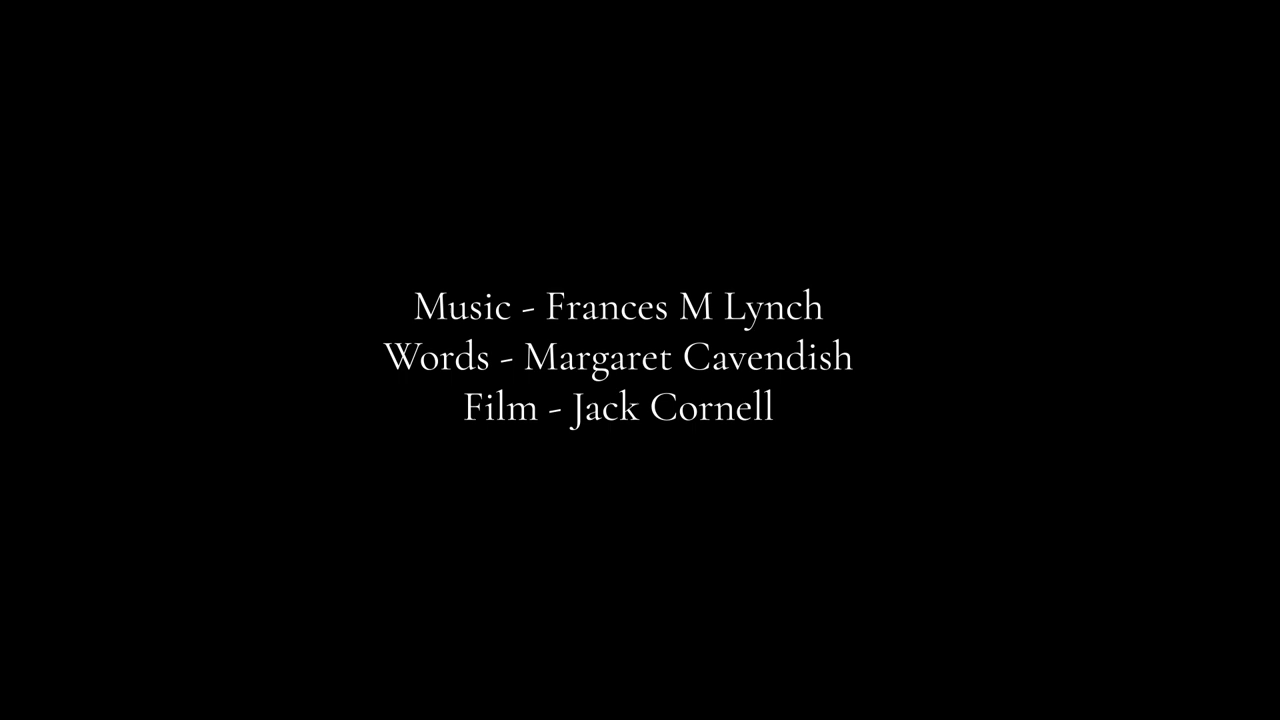 Music - Frances M Lynch
Words - Margaret Cavendish
Film - Jack Cornell